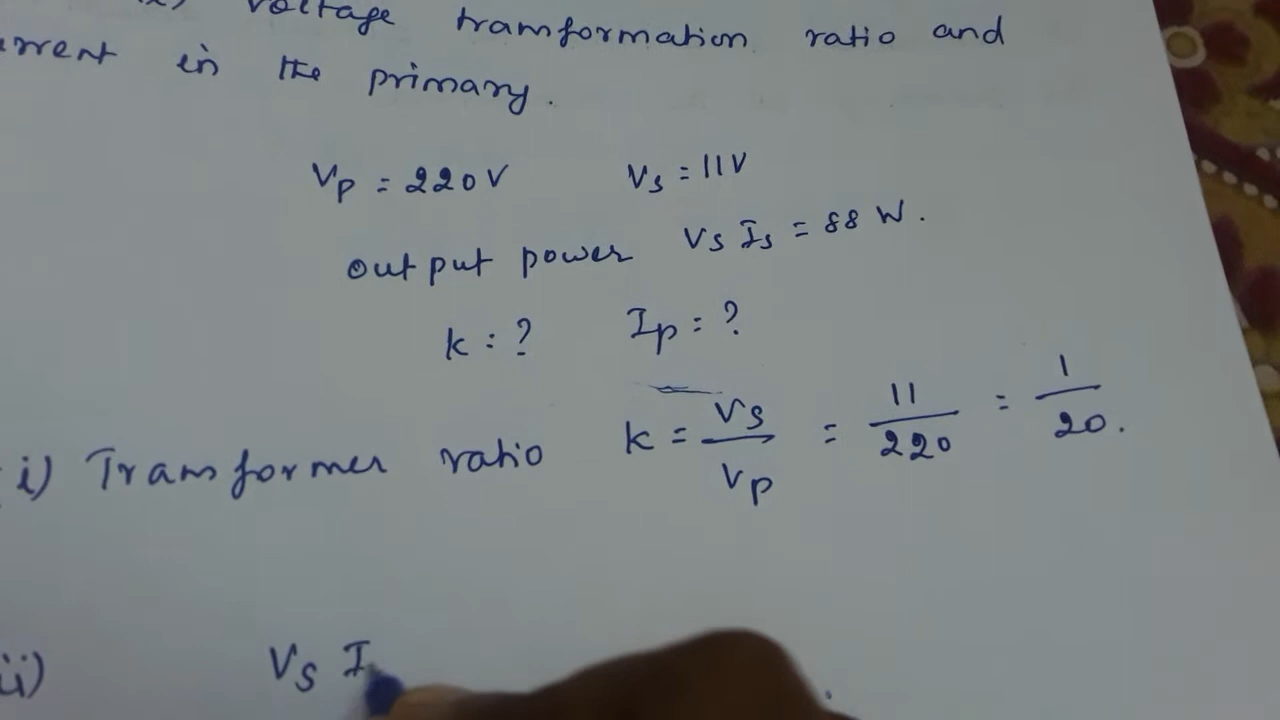 voltage transformation ratio and
in the primary.
Vp = 220V Vs = 11V
output power Vs Is = 88 W.
k = ? Ip = ?
i) Transformer ratio k = Vs / Vp = 11 / 220 = 1 / 20.
ii) Vs I